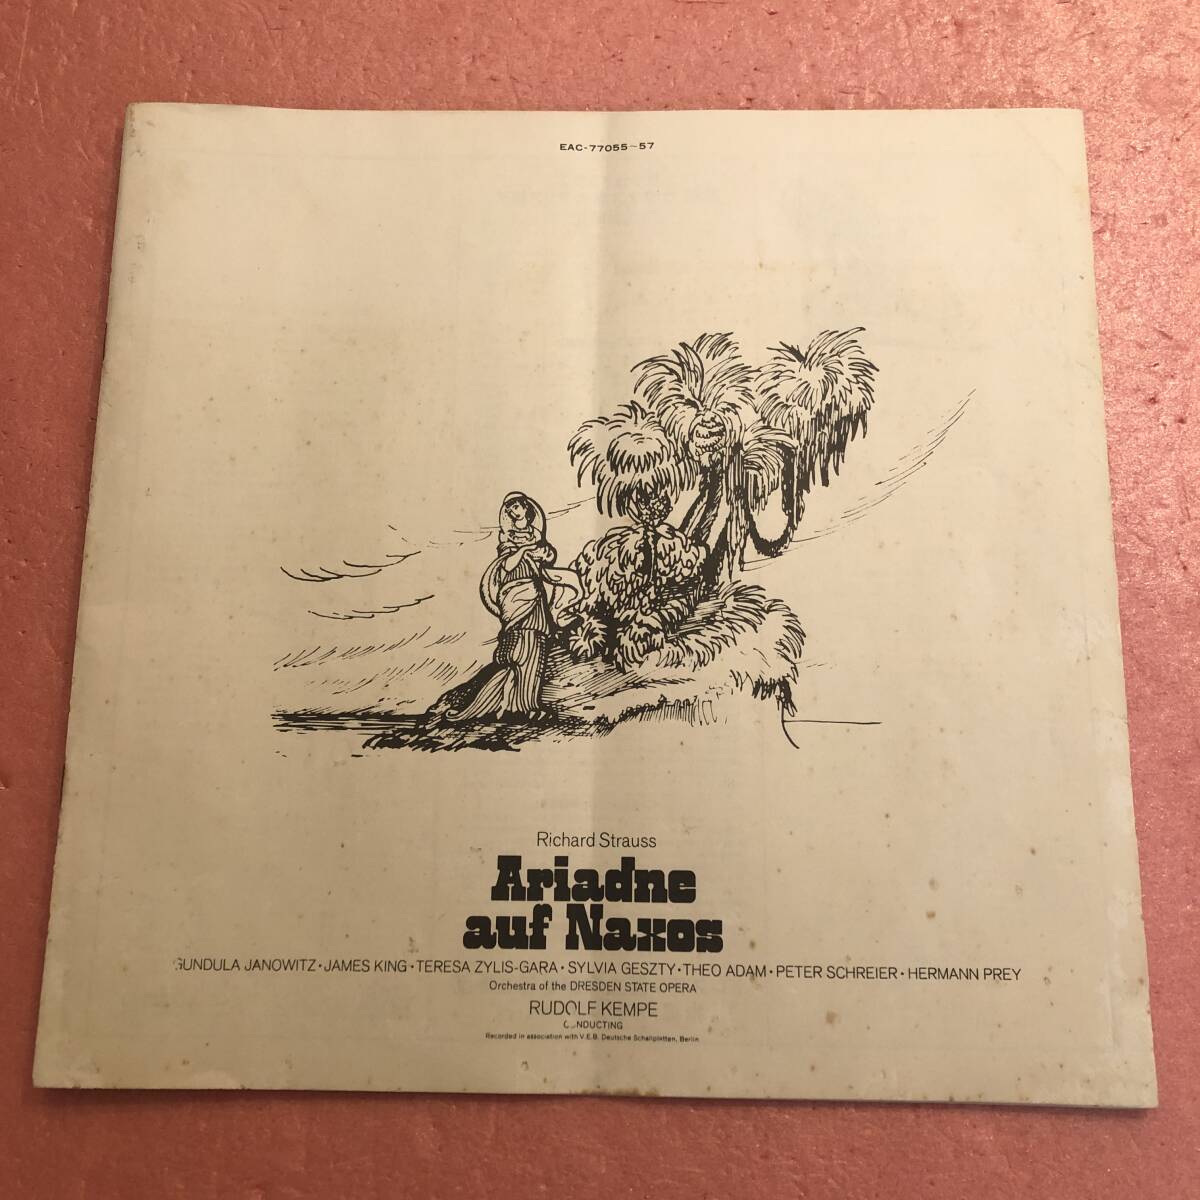 EAC-77055~57
Richard Strauss
Ariadne
auf Naxos
GUNDULA JANOWITZ · JAMES KING · TERESA ZYLIS-GARA · SYLVIA GESZTY · THEO ADAM · PETER SCHREIER · HERMANN PREY
Orchestra of the DRESDEN STATE OPERA
RUDOLF KEMPE
CONDUCTING
Recorded in association with V.E.B. Deutsche Schallplatten, Berlin